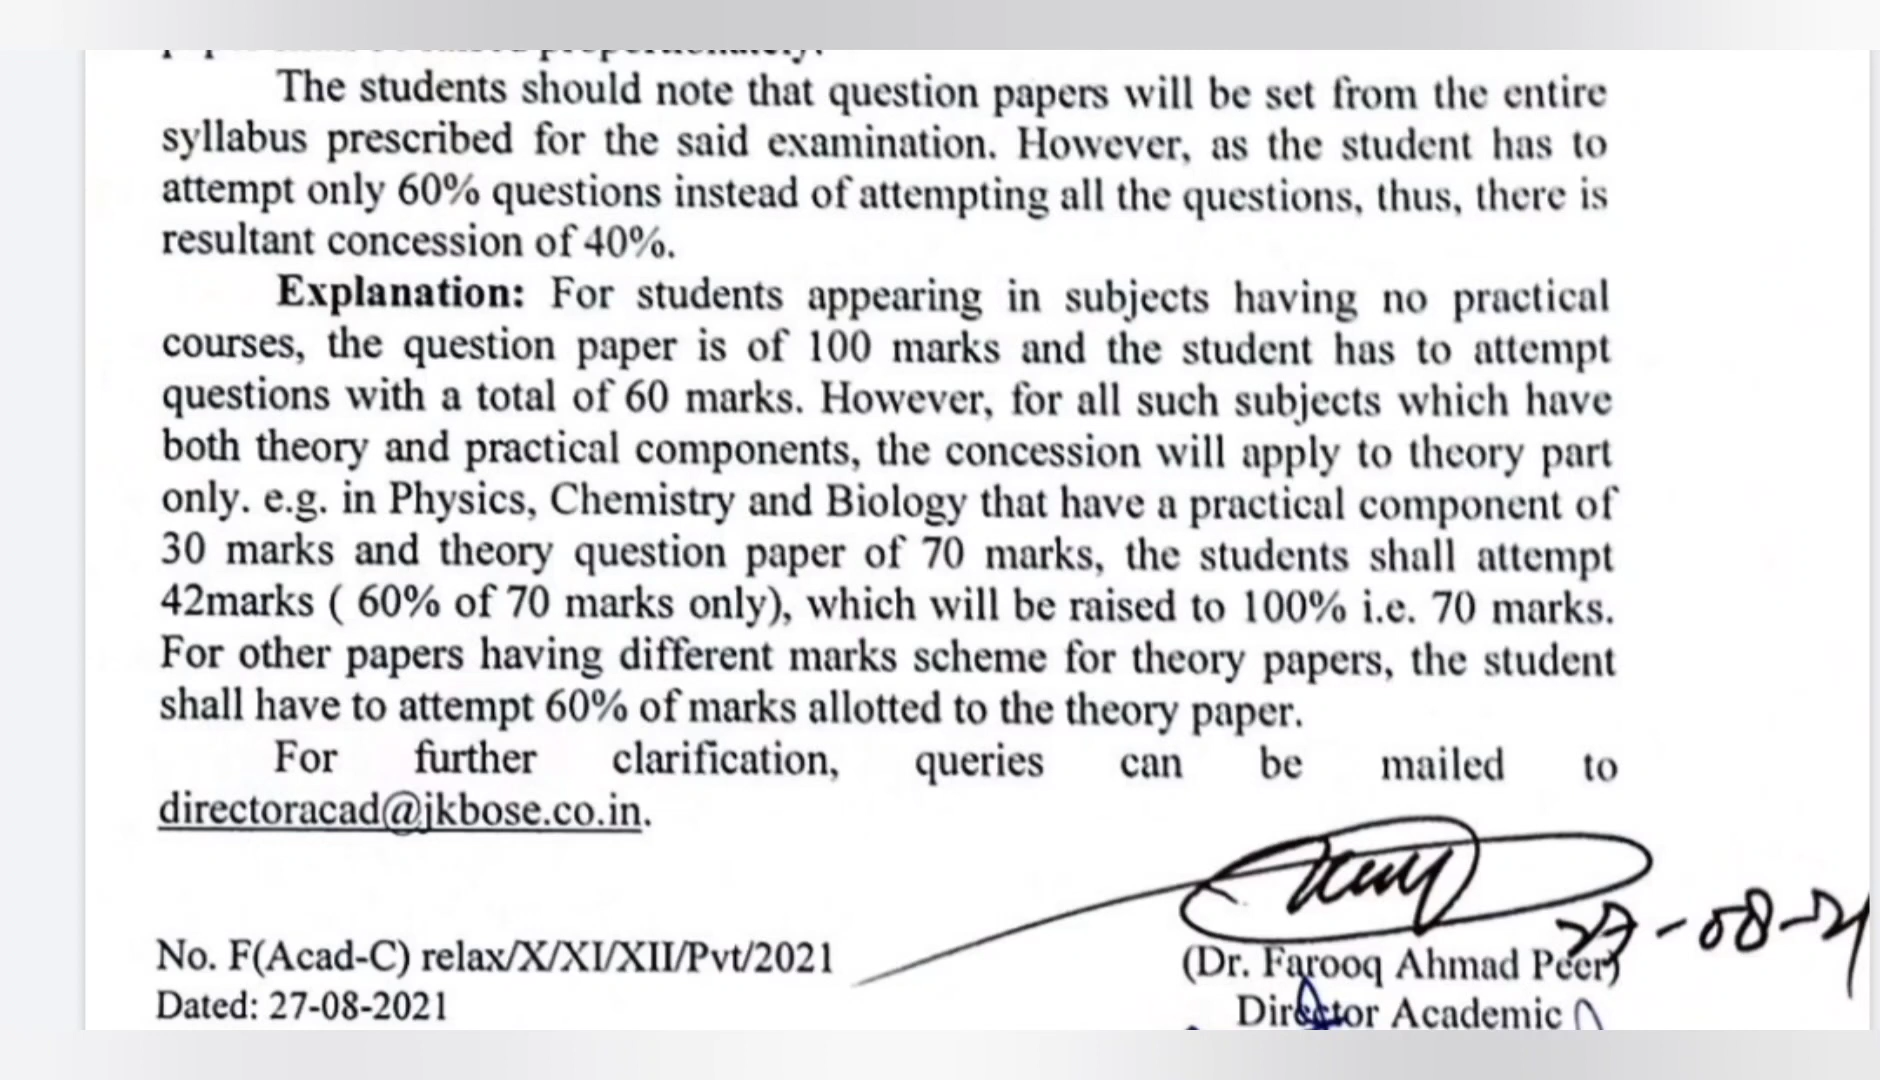 The students should note that question papers will be set from the entire
syllabus prescribed for the said examination. However, as the student has to
attempt only 60% questions instead of attempting all the questions, thus, there is
resultant concession of 40%.
Explanation: For students appearing in subjects having no practical
courses, the question paper is of 100 marks and the student has to attempt
questions with a total of 60 marks. However, for all such subjects which have
both theory and practical components, the concession will apply to theory part
only. e.g. in Physics, Chemistry and Biology that have a practical component of
30 marks and theory question paper of 70 marks, the students shall attempt
42marks ( 60% of 70 marks only), which will be raised to 100% i.e. 70 marks.
For other papers having different marks scheme for theory papers, the student
shall have to attempt 60% of marks allotted to the theory paper.
For further clarification, queries can be mailed to
directoracad@jkbose.co.in.
27-08-21
No. F(Acad-C) relax/X/XI/XII/Pvt/2021
(Dr. Farooq Ahmad Peer)
Dated: 27-08-2021
Director Academic